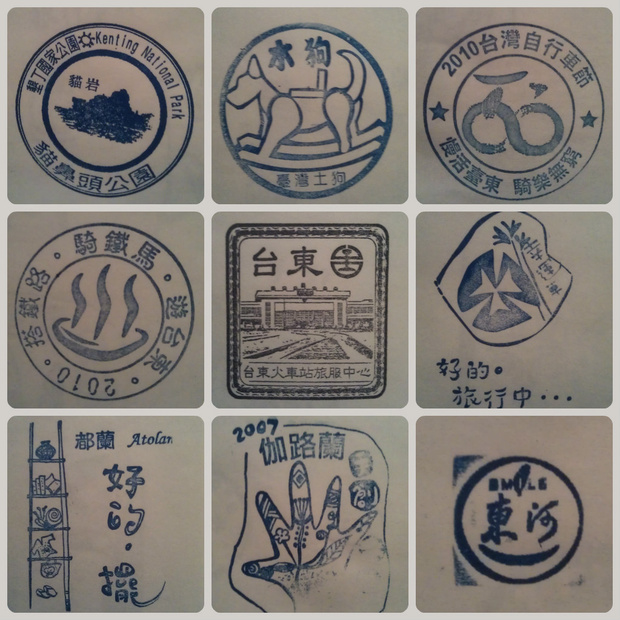 墾丁國家公園 Kenting National Park
貓岩
貓鼻頭公園
木狗
臺灣土狗
2010台灣自行車節
慢活臺東 騎樂無窮
搭鐵路・騎鐵馬・遊台東・2010・
台東
台東火車站旅服中心
好的。
旅行中...
都蘭 Atolan
好的・擺
2007
伽路蘭
SMILE
東河